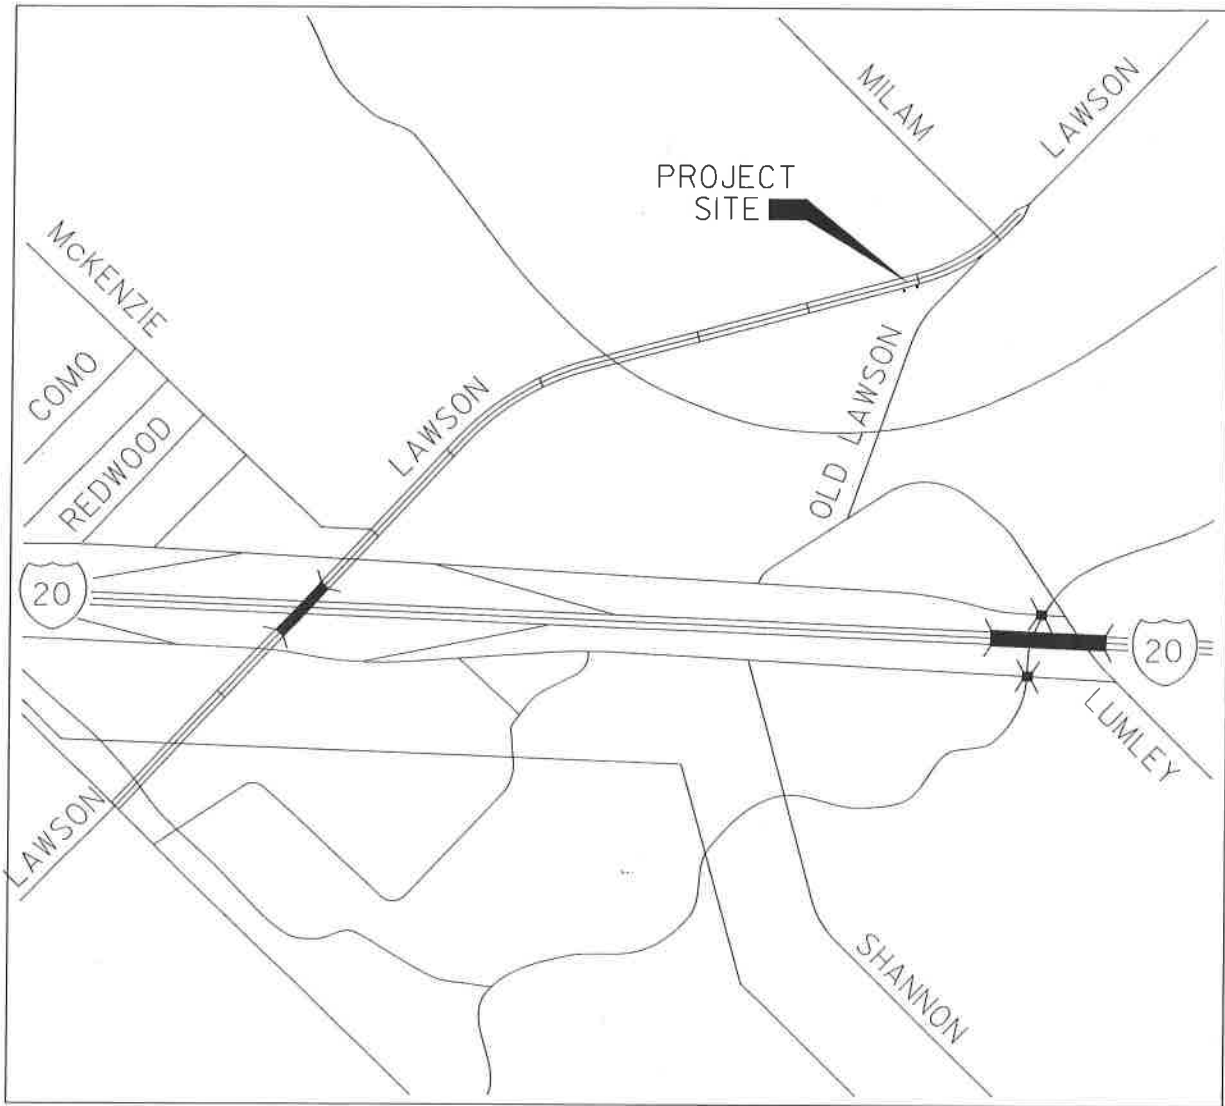 MILAM
LAWSON
PROJECT
SITE
McKENZIE
COMO
REDWOOD
LAWSON
OLD LAWSON
20
20
LUMLEY
LAWSON
SHANNON